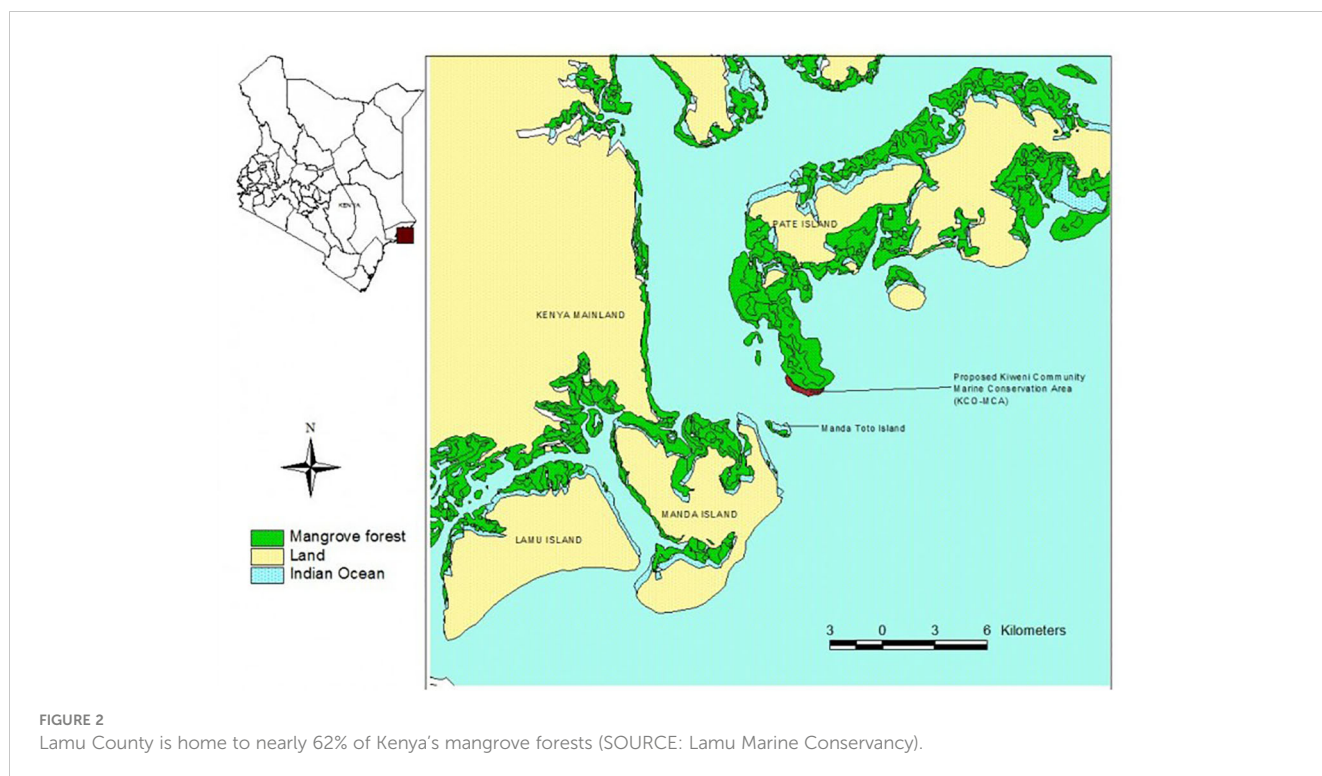 KENYA
PATE ISLAND
KENYA MAINLAND
Proposed Kiweni Community
Marine Conservation Area
(KCO-MCA)
Manda Toto Island
N
MANDA ISLAND
LAMU ISLAND
Mangrove forest
Land
Indian Ocean
3 0 3 6 Kilometers
FIGURE 2
Lamu County is home to nearly 62% of Kenya's mangrove forests (SOURCE: Lamu Marine Conservancy).